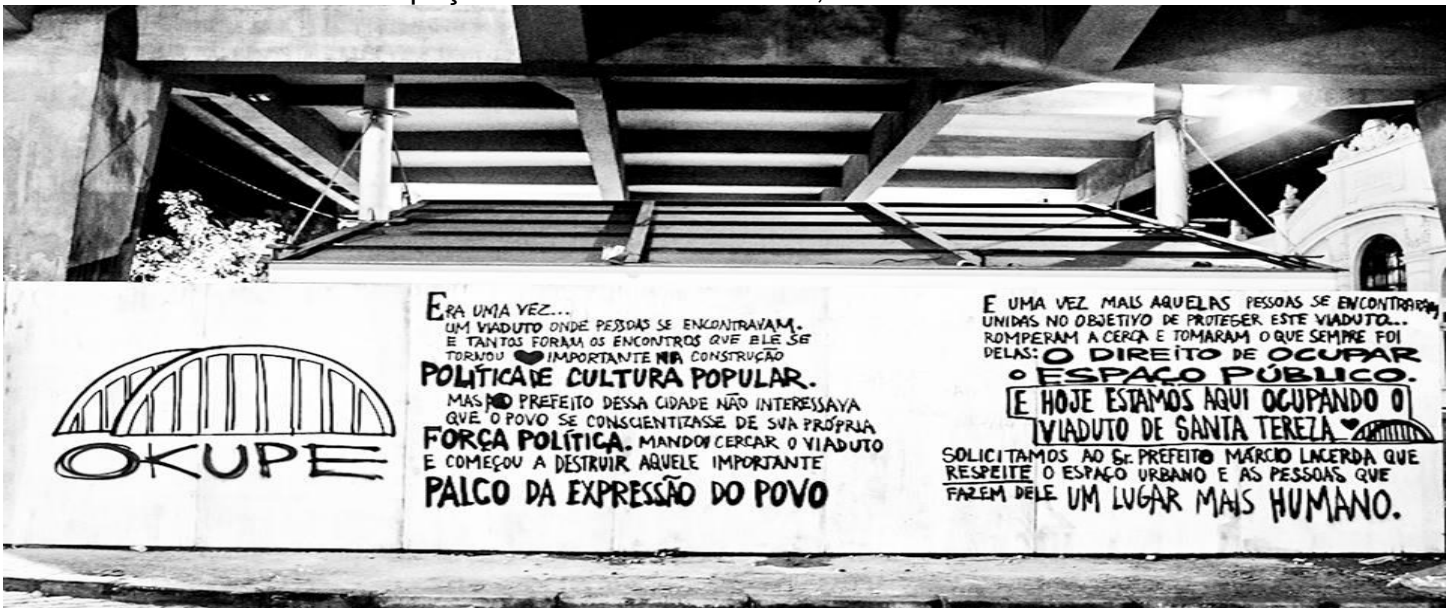 OKUPE
ERA UMA VEZ...
UM VIADUTO ONDE PESSOAS SE ENCONTRAVAM.
E TANTOS FORAM OS ENCONTROS QUE ELE SE
TORNOU IMPORTANTE NA CONSTRUÇÃO
POLÍTICA DE CULTURA POPULAR.
MAS AO PREFEITO DESSA CIDADE NÃO INTERESSAVA
QUE O POVO SE CONSCIENTIZASSE DE SUA PRÓPRIA
FORÇA POLÍTICA. MANDOU CERCAR O VIADUTO
E COMEÇOU A DESTRUIR AQUELE IMPORTANTE
PALCO DA EXPRESSÃO DO POVO
E UMA VEZ MAIS AQUELAS PESSOAS SE ENCONTRARAM
UNIDAS NO OBJETIVO DE PROTEGER ESTE VIADUTO...
ROMPERAM A CERCA E TOMARAM O QUE SEMPRE FOI
DELAS: O DIREITO DE OCUPAR
O ESPAÇO PÚBLICO.
E HOJE ESTAMOS AQUI OCUPANDO O
VIADUTO DE SANTA TEREZA
SOLICITAMOS AO Sr. PREFEITO MÁRCIO LACERDA QUE
RESPEITE O ESPAÇO URBANO E AS PESSOAS QUE
FAZEM DELE UM LUGAR MAIS HUMANO.